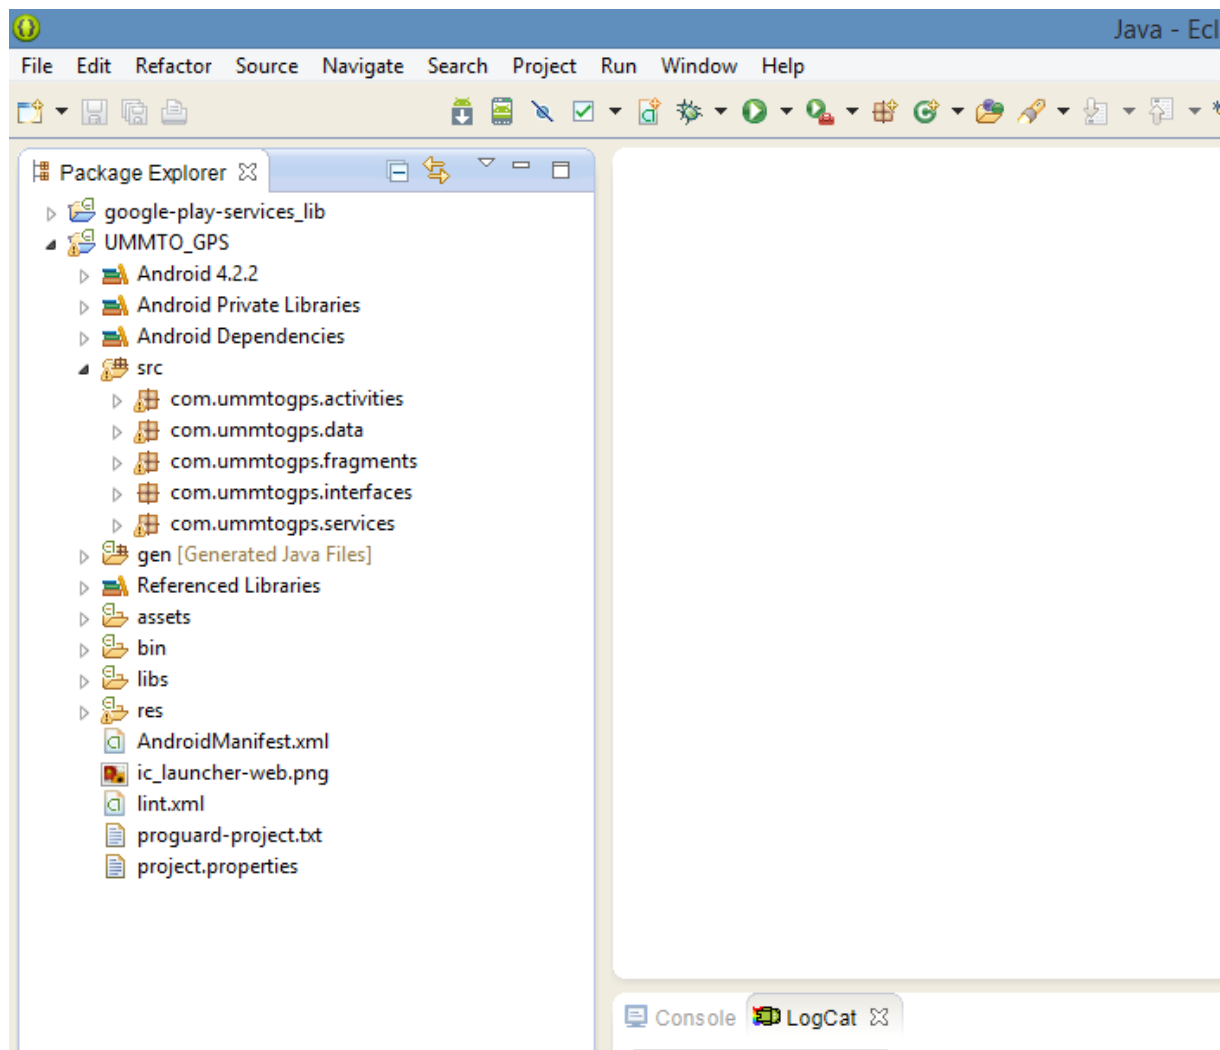 Java - Ecl
File Edit Refactor Source Navigate Search Project Run Window Help
Package Explorer
google-play-services_lib
UMMTO_GPS
Android 4.2.2
Android Private Libraries
Android Dependencies
src
com.ummtogps.activities
com.ummtogps.data
com.ummtogps.fragments
com.ummtogps.interfaces
com.ummtogps.services
gen [Generated Java Files]
Referenced Libraries
assets
bin
libs
res
AndroidManifest.xml
ic_launcher-web.png
lint.xml
proguard-project.txt
project.properties
Console LogCat